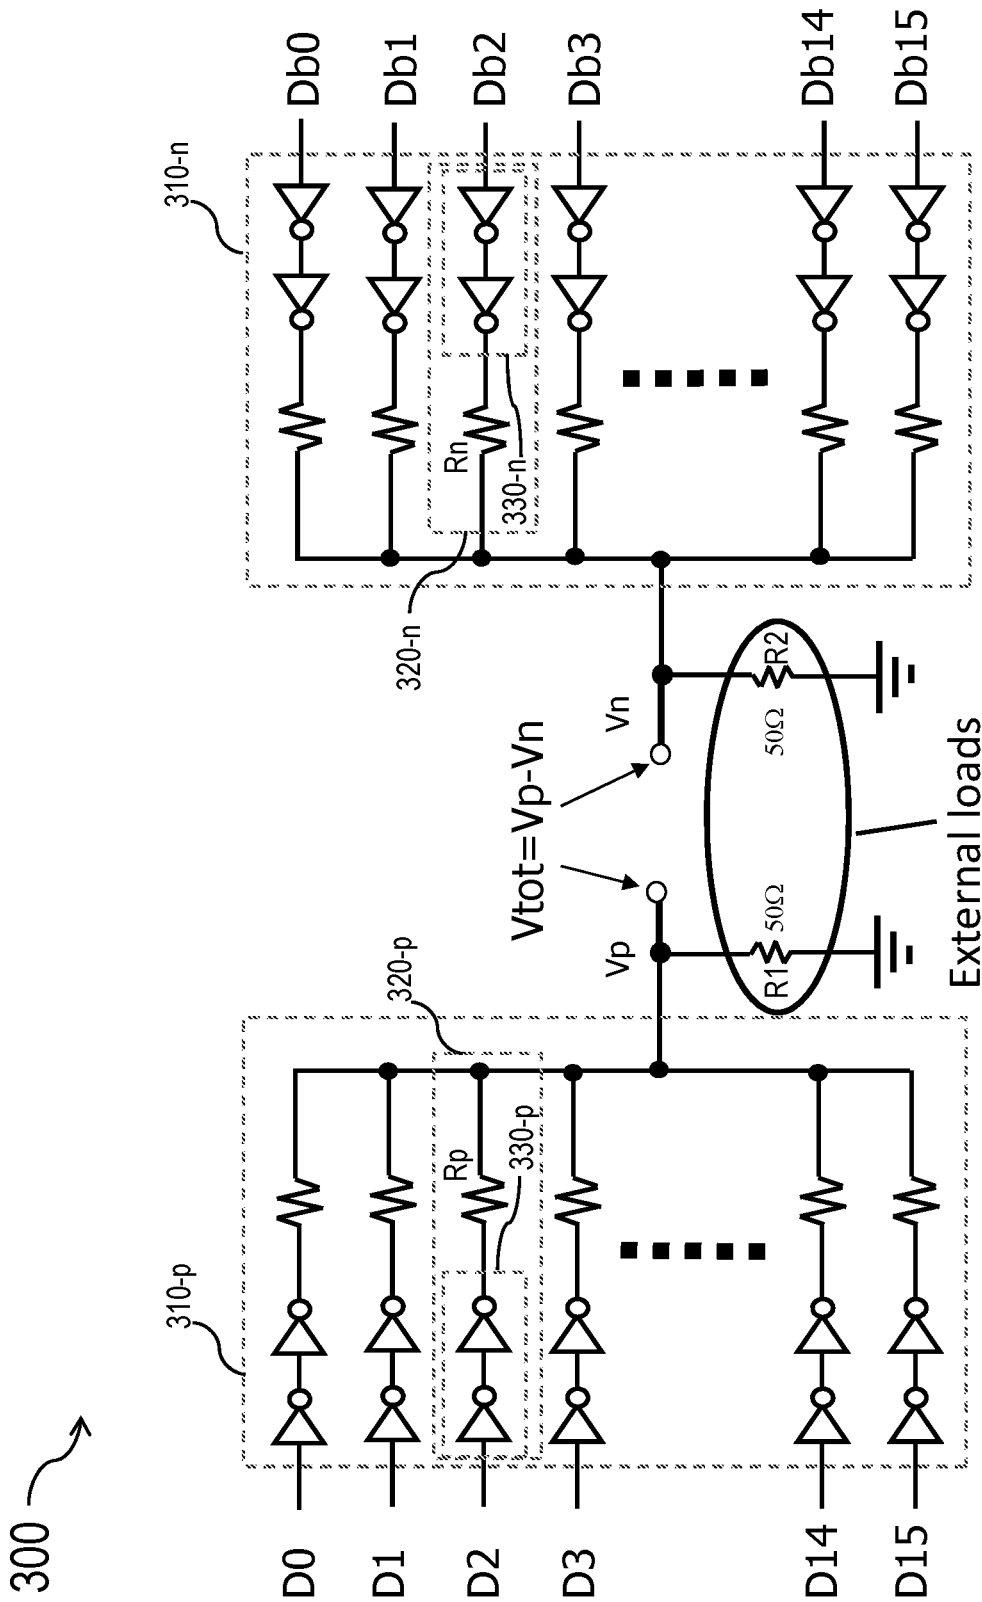 300
310-p
D0
D1
D2
D3
D14
D15
Rp
330-p
320-p
Vp
Vtot=Vp-Vn
Vn
R1
50Ω
50Ω
R2
External loads
310-n
320-n
Rn
330-n
Db0
Db1
Db2
Db3
Db14
Db15